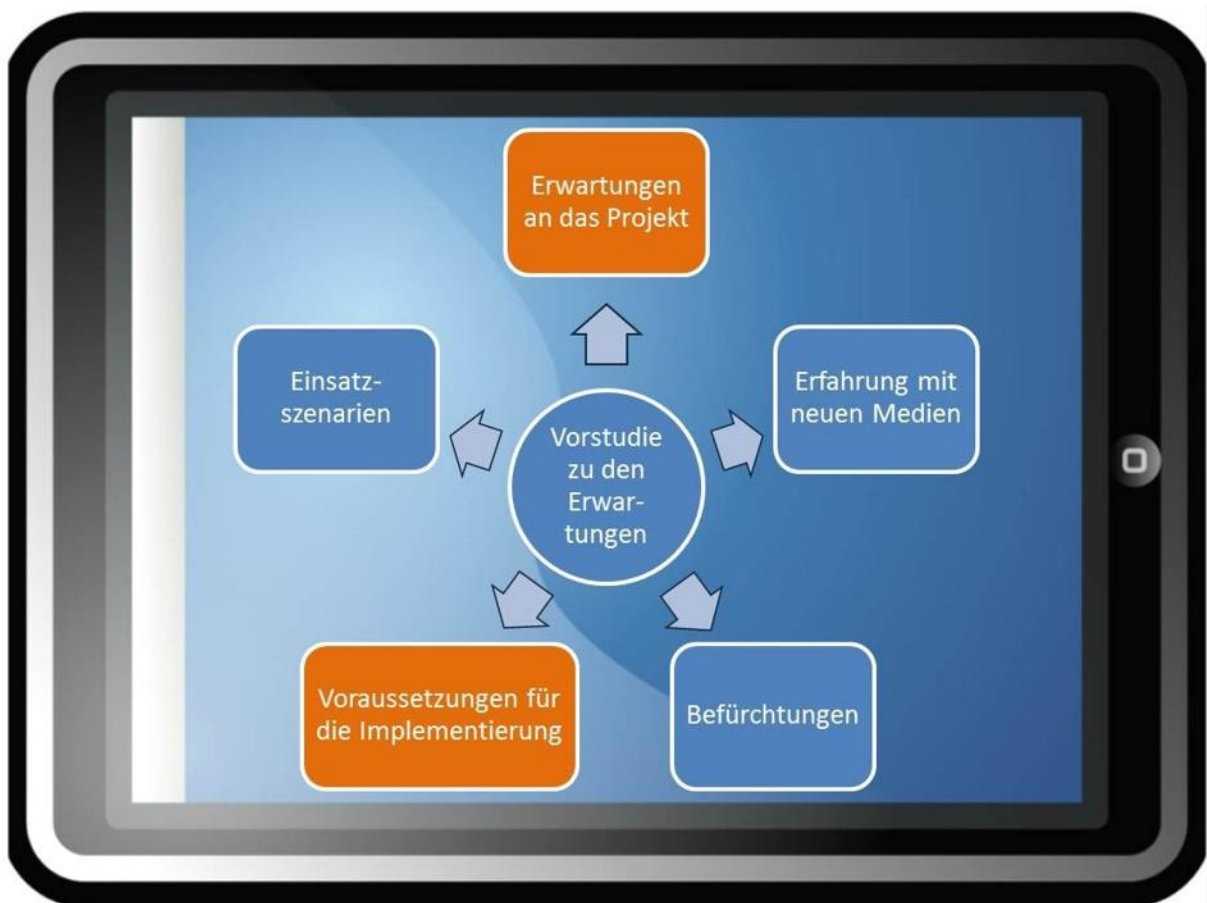 Erwartungen
an das Projekt
Einsatz-
szenarien
Erfahrung mit
neuen Medien
Vorstudie
zu den
Erwar-
tungen
Voraussetzungen für
die Implementierung
Befürchtungen